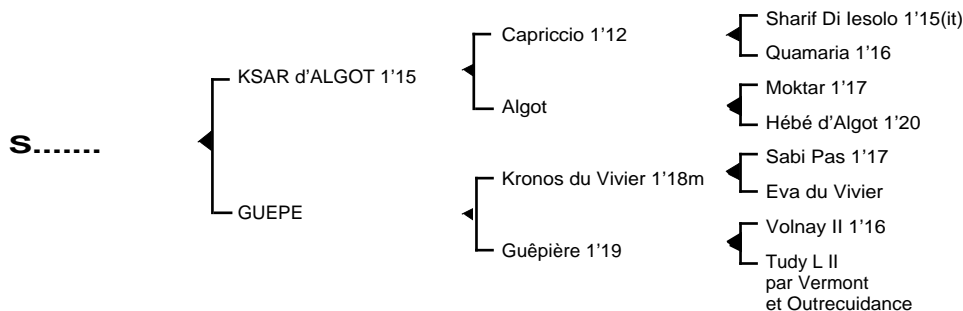 S.......
KSAR d'ALGOT 1'15
GUEPE
Capriccio 1'12
Algot
Kronos du Vivier 1'18m
Guêpière 1'19
Sharif Di Iesolo 1'15(it)
Quamaria 1'16
Moktar 1'17
Hébé d'Algot 1'20
Sabi Pas 1'17
Eva du Vivier
Volnay II 1'16
Tudy L II
par Vermont
et Outrecuidance